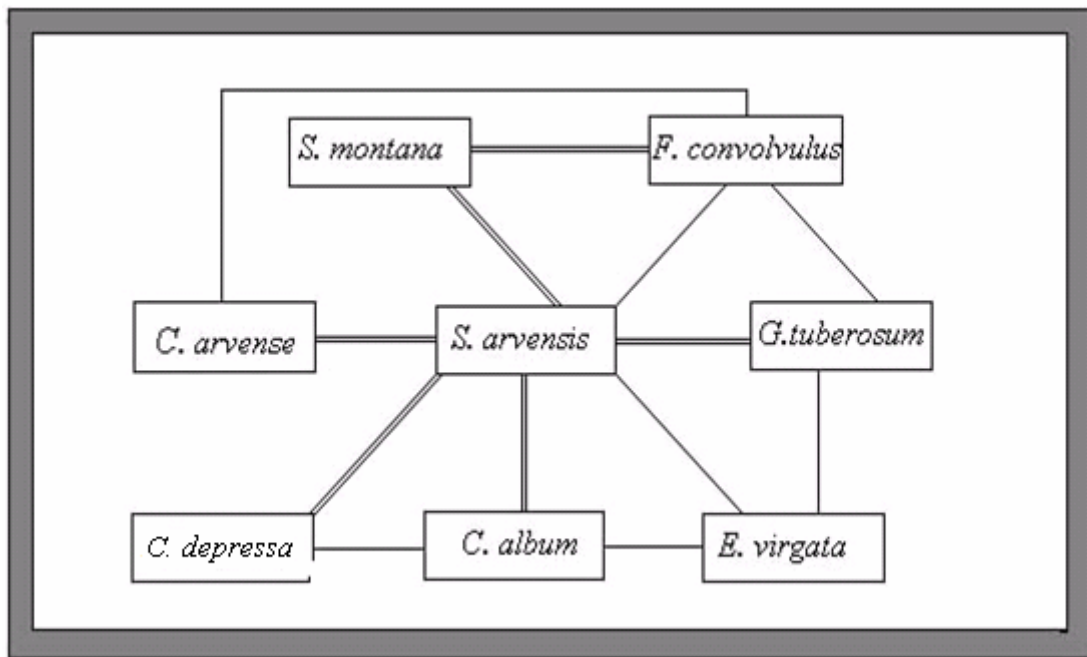 S. montana
F. convolvulus
C. arvense
S. arvensis
G.tuberosum
C. depressa
C. album
E. virgata